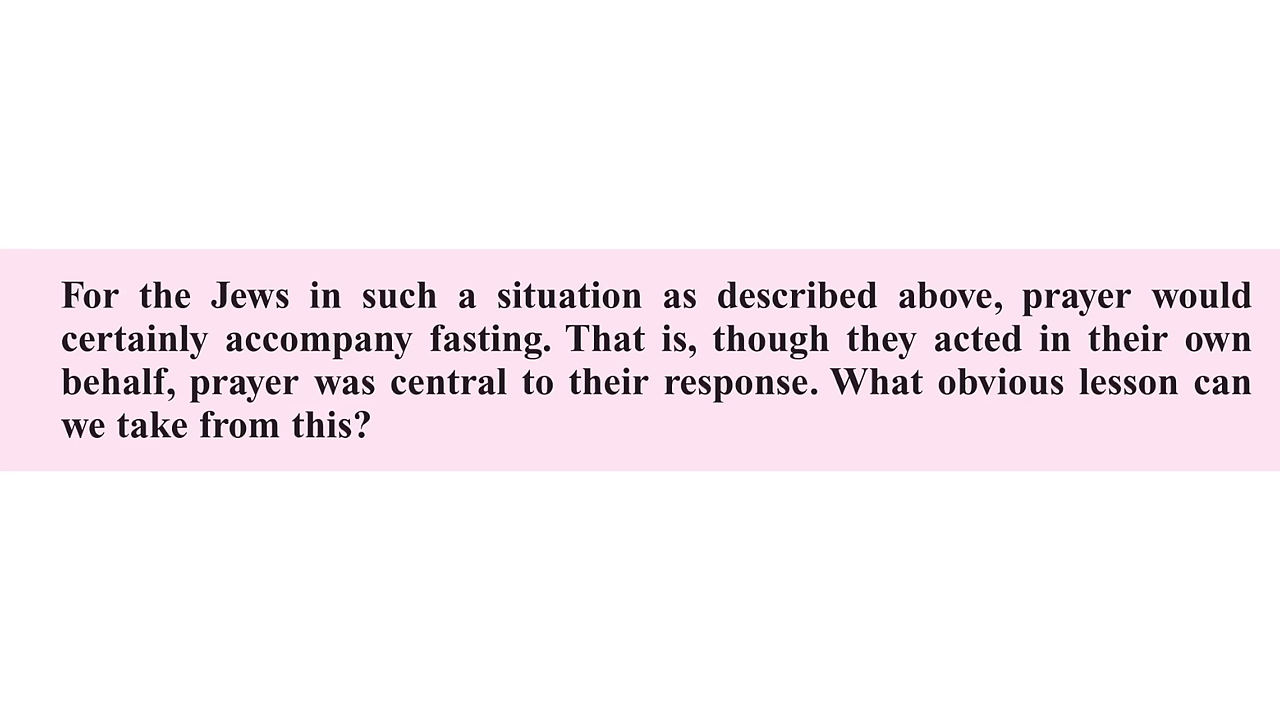 For the Jews in such a situation as described above, prayer would
certainly accompany fasting. That is, though they acted in their own
behalf, prayer was central to their response. What obvious lesson can
we take from this?